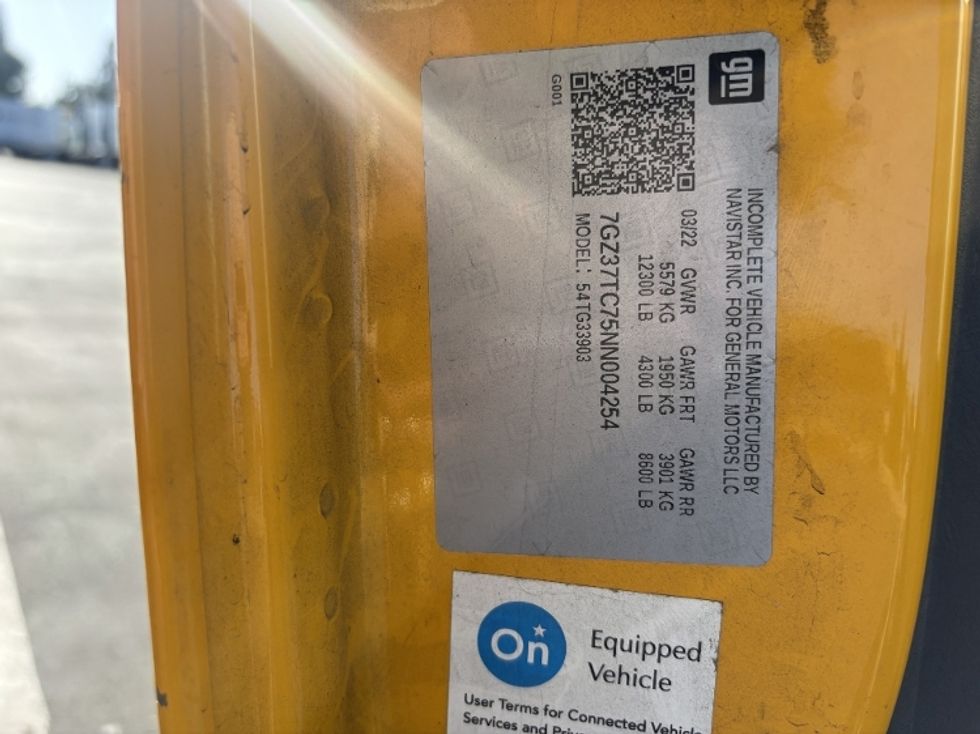 gm
INCOMPLETE VEHICLE MANUFACTURED BY
NAVISTAR INC. FOR GENERAL MOTORS LLC
03/22 GVWR GAWR FRT GAWR RR
5579 KG 1950 KG 3901 KG
12300 LB 4300 LB 8600 LB
7GZ37TC75NN004254
MODEL: 54TG33903
G001
On
Equipped
Vehicle
User Terms for Connected Vehicle
Services and